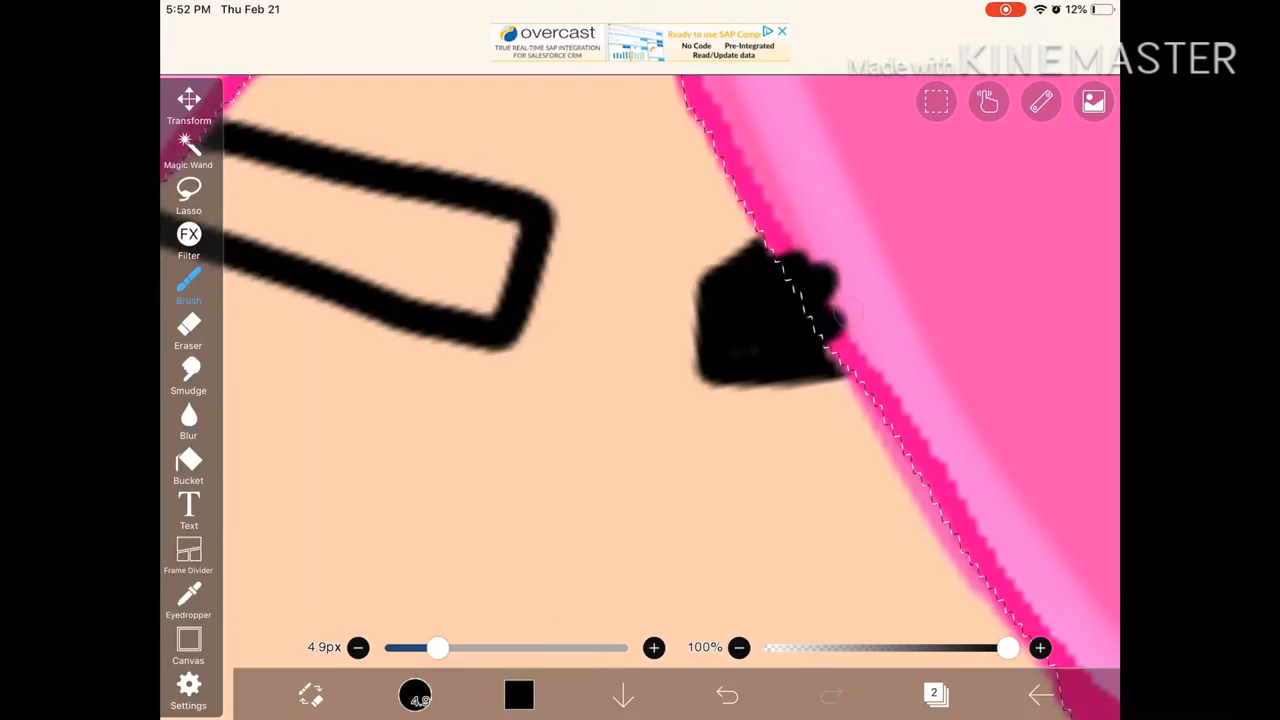 5:52 PM Thu Feb 21
12%
overcast
TRUE REAL-TIME SAP INTEGRATION
FOR SALESFORCE CRM
Ready to use SAP Comp
No Code Pre-Integrated
Read/Update data
Made with KINEMASTER
Transform
Magic Wand
Lasso
FX
Filter
Brush
Eraser
Smudge
Blur
Bucket
T
Text
Frame Divider
Eyedropper
Canvas
Settings
4.9px
100%
4.9
2